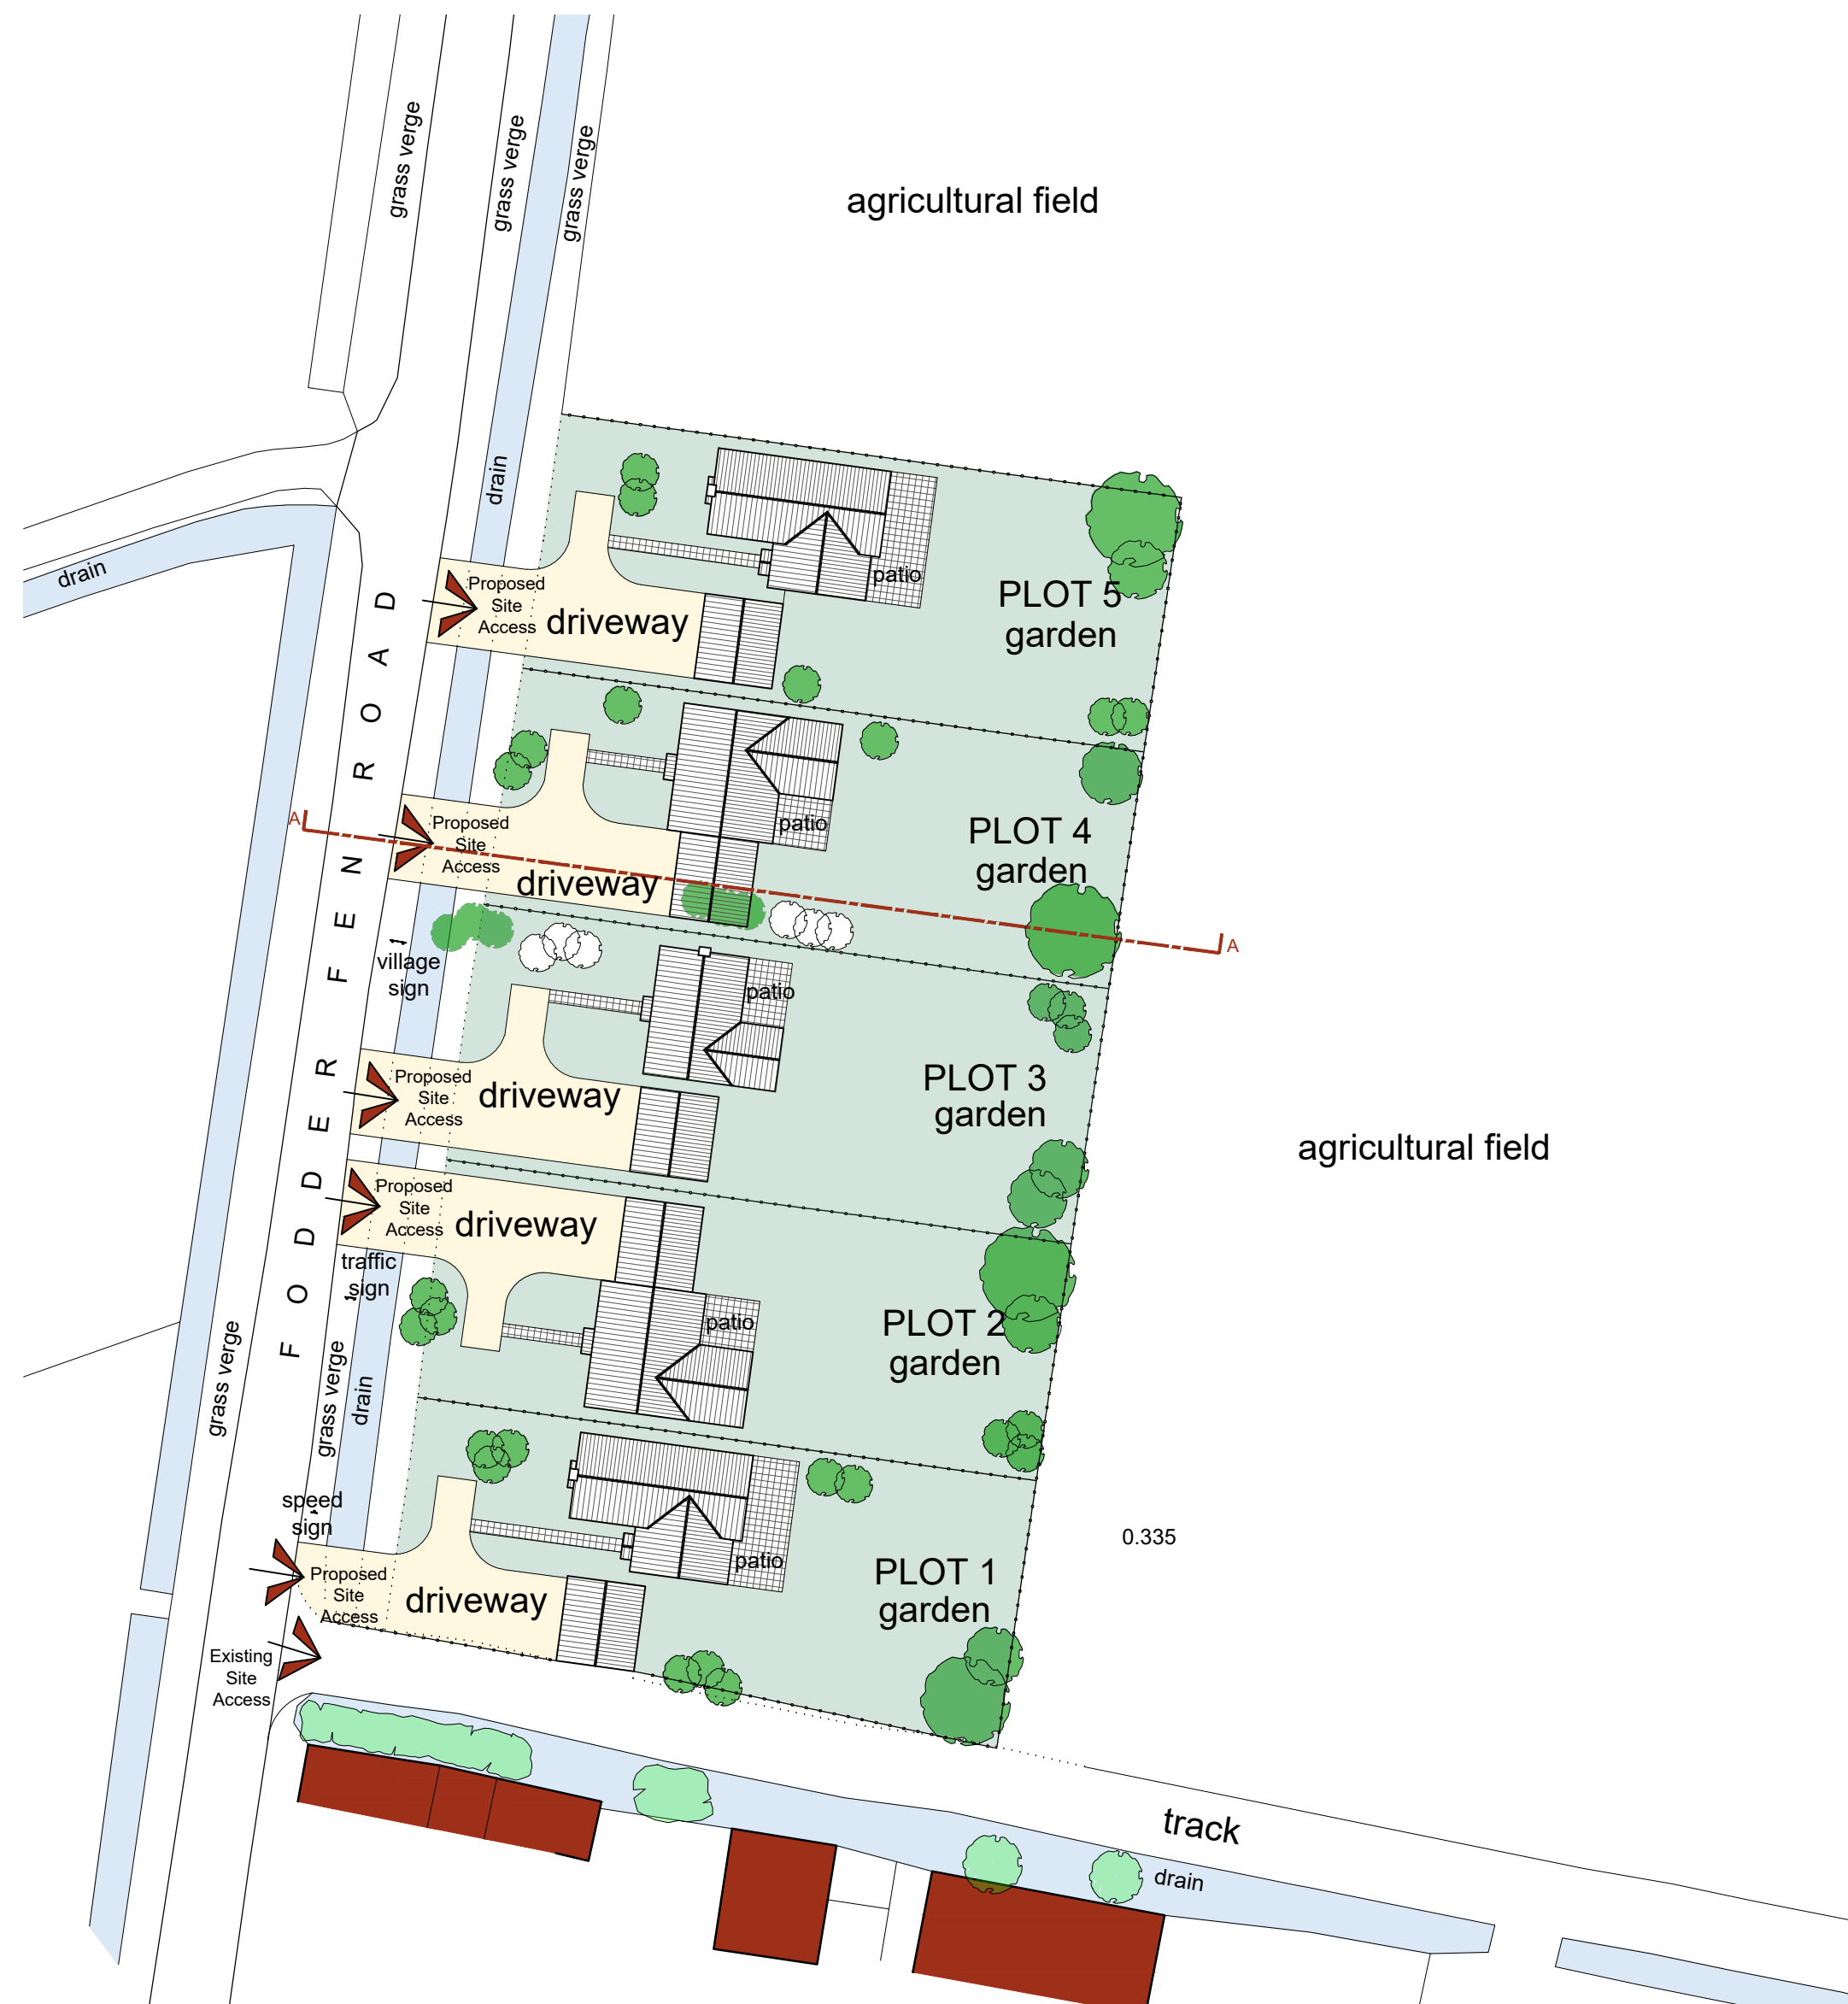 grass verge
grass verge
grass verge
agricultural field
drain
drain
Proposed
Site
Access
driveway
patio
PLOT 5
garden
A
Proposed
Site
Access
driveway
patio
PLOT 4
garden
A
village
sign
patio
Proposed
Site
Access
driveway
PLOT 3
garden
agricultural field
FODDER FEN ROAD
Proposed
Site
Access
driveway
traffic
sign
patio
PLOT 2
garden
grass verge
grass verge
drain
speed
sign
Proposed
Site
Access
driveway
patio
PLOT 1
garden
0.335
Existing
Site
Access
track
drain